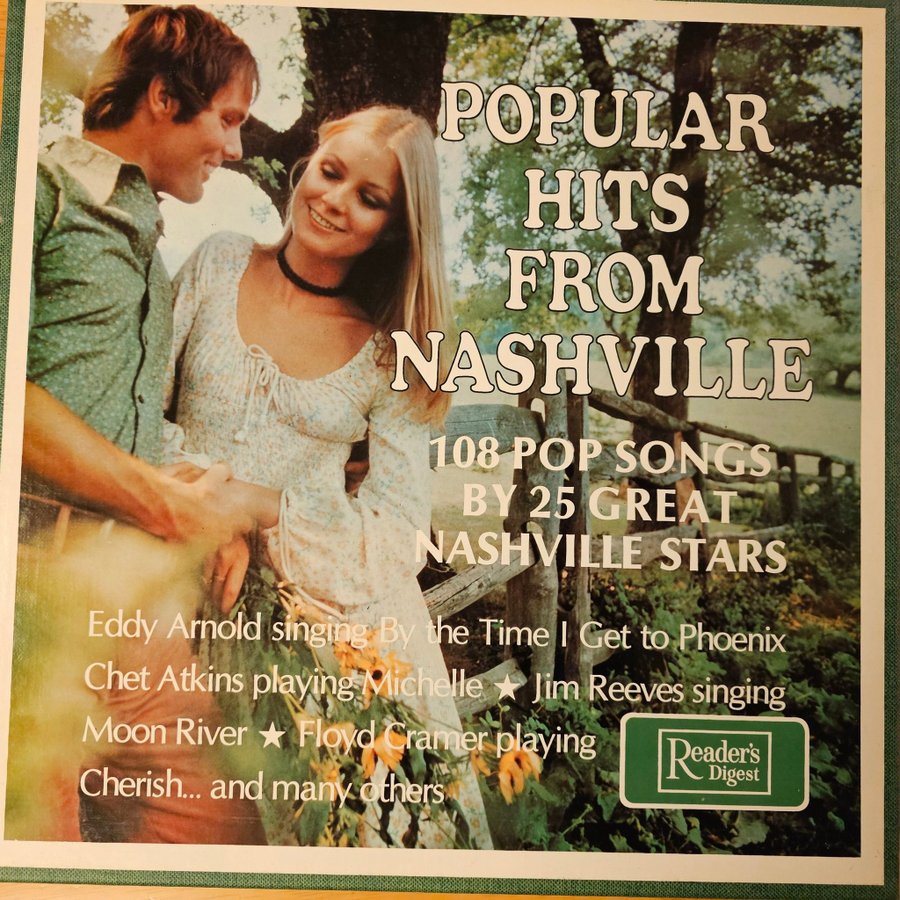 POPULAR
HITS
FROM
NASHVILLE
108 POP SONGS
BY 25 GREAT
NASHVILLE STARS
Eddy Arnold singing By the Time I Get to Phoenix
Chet Atkins playing Michelle ★ Jim Reeves singing
Moon River ★ Floyd Cramer playing
Cherish... and many others
Reader's
Digest